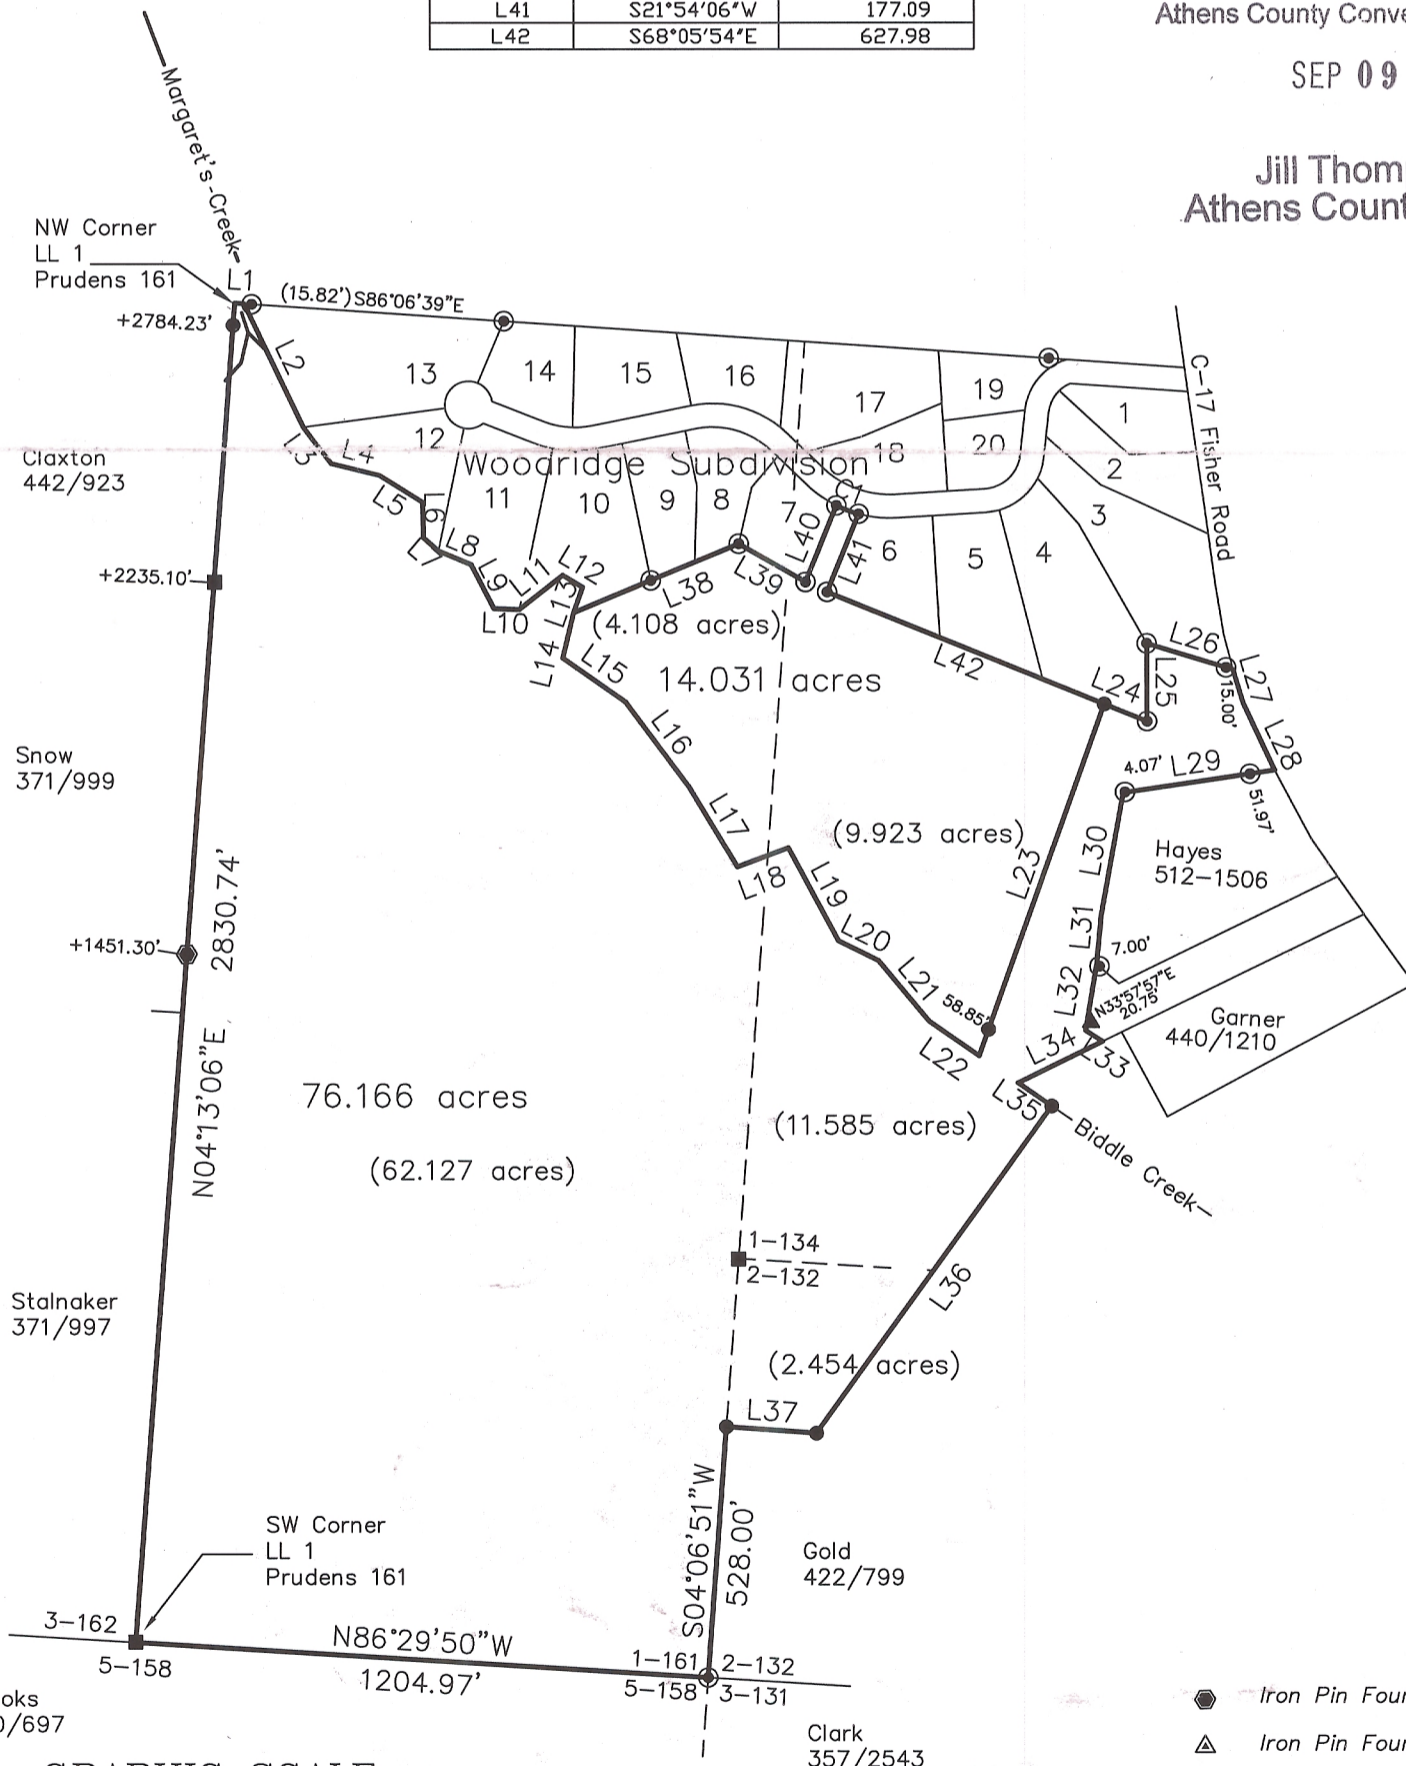 L41 S21°54'06"W 177.09
L42 S68°05'54"E 627.98
Athens County
SEP 09
Jill
Athens
Margaret's Creek
NW Corner
LL 1
Prudens 161
L1
(15.82') S86°06'39"E
+2784.23'
L2
13
14
15
16
17
19
1
C-17 Fisher Road
12
18
20
2
Claxton
442/923
L3
L4
Woodridge Subdivision
C1
L5
L6
11
10
9
8
7
L40
L41
6
5
4
3
L7
L8
L9
L11
L12
+2235.10'
L10
L13
L38
L39
(4.108 acres)
L14
L15
14.031 acres
L42
L24
L25
L26
L27
15.00'
L28
L16
Snow
371/999
4.07'
L29
51.97'
L17
(9.923 acres)
L23
L30
Hayes
512-1506
L18
L19
L20
L31
7.00'
2830.74'
+1451.30'
L21
58.85'
L32
N33°57'57"E
20.75'
Garner
440/1210
L22
L34
L33
L35
N04°13'06"E
76.166 acres
(11.585 acres)
Biddle Creek
(62.127 acres)
1-134
2-132
L36
Stalnaker
371/997
(2.454 acres)
L37
S04°06'51"W
528.00'
SW Corner
LL 1
Prudens 161
Gold
422/799
3-162
5-158
N86°29'50"W
1204.97'
1-161
2-132
5-158
3-131
Clark
357/2543
/697
Iron Pin
Iron Pin
GRAPHIC SCALE